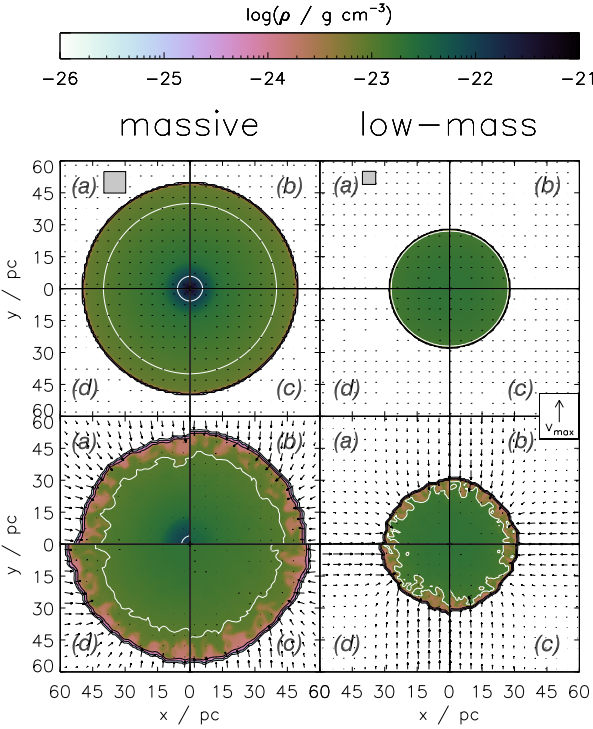 log(ρ / g cm⁻³)
−26 −25 −24 −23 −22 −21
massive low−mass
60 (a) (b) (a) (b)
45
30
15
y / pc 0
15
30
45 (d) (c) (d) (c)
60
v_max
60 (a) (b) (a) (b)
45
30
15
y / pc 0
15
30
45 (d) (c) (d) (c)
60
60 45 30 15 0 15 30 45 60 60 45 30 15 0 15 30 45 60
x / pc x / pc